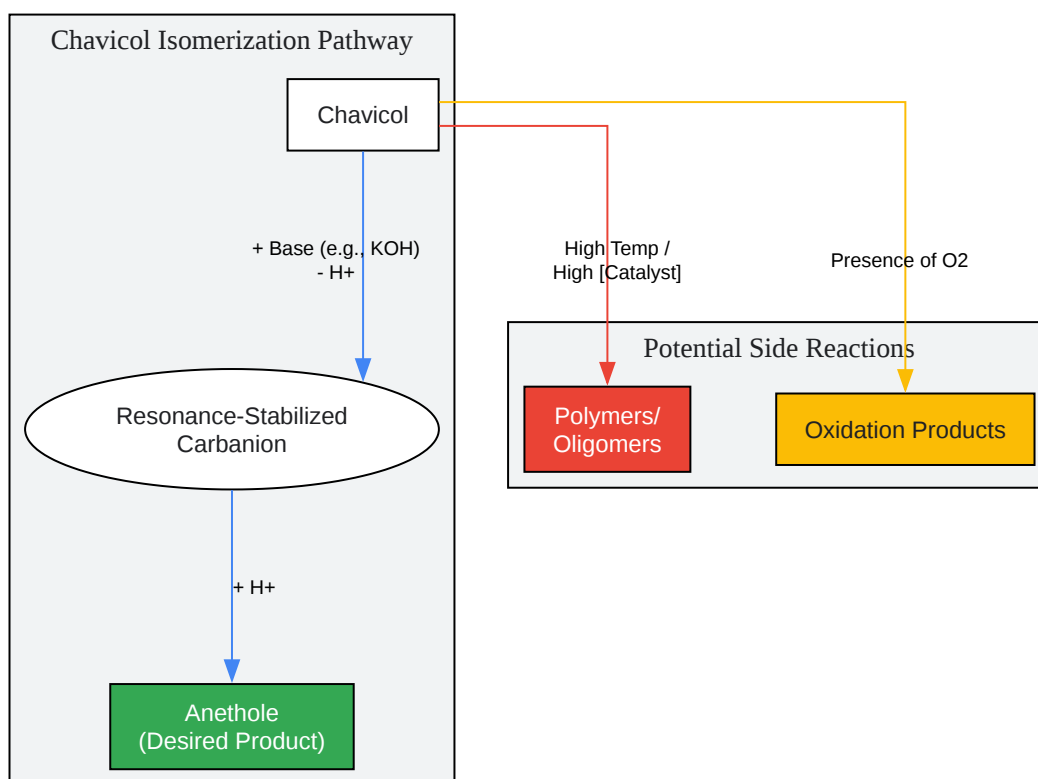 Chavicol Isomerization Pathway
Chavicol
+ Base (e.g., KOH)
- H+
High Temp /
High [Catalyst]
Presence of O2
Potential Side Reactions
Resonance-Stabilized
Carbanion
Polymers/
Oligomers
Oxidation Products
+ H+
Anethole
(Desired Product)